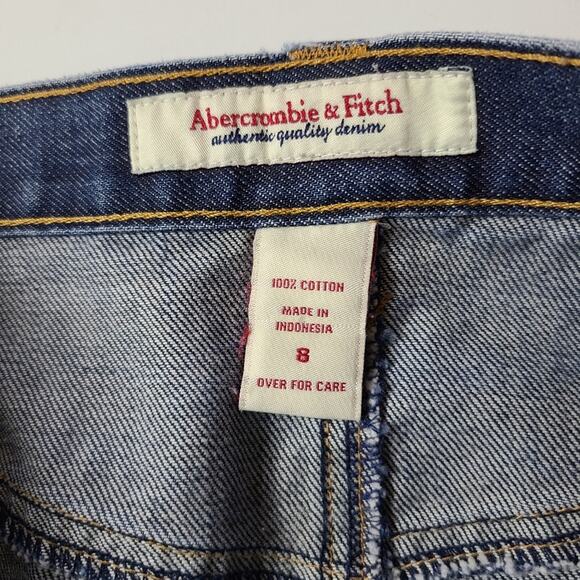 Abercrombie & Fitch
authentic quality denim
100% COTTON
MADE IN
INDONESIA
8
OVER FOR CARE